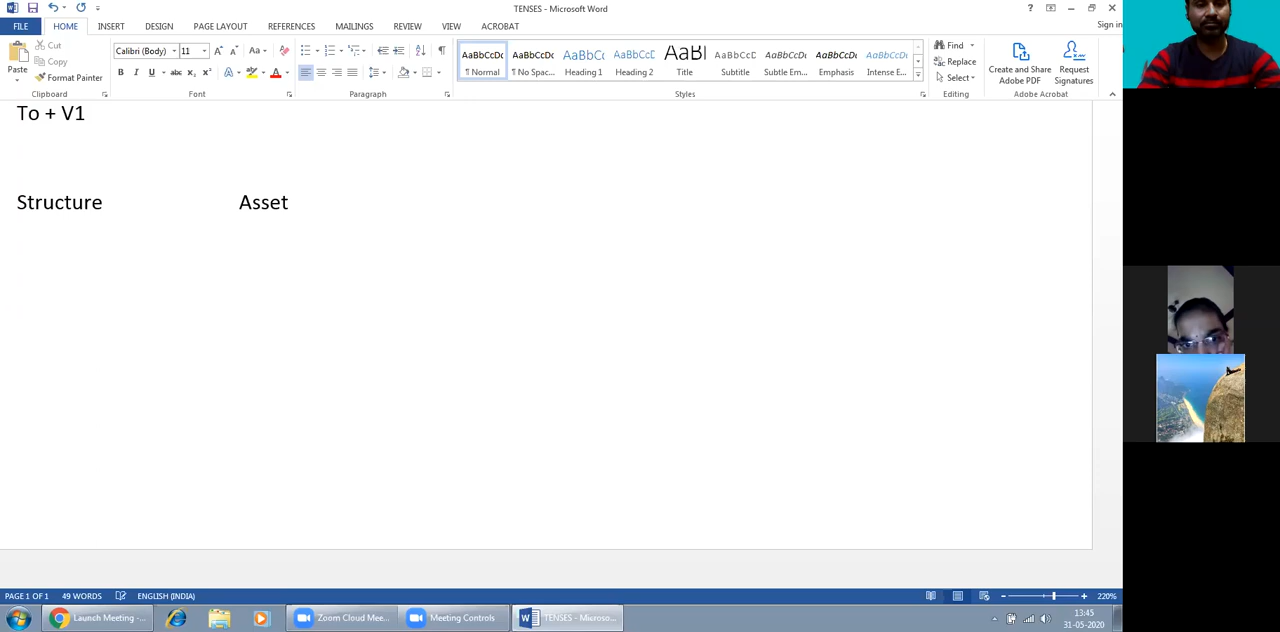 TENSES - Microsoft Word
Sign in
FILE HOME INSERT DESIGN PAGE LAYOUT REFERENCES MAILINGS REVIEW VIEW ACROBAT
Paste
Cut
Copy
Format Painter
Clipboard
Calibri (Body) 11
Font
Paragraph
AaBbCcDc AaBbCcDc AaBbCc AaBbCcC AaBl AaBbCcC AaBbCcDc AaBbCcDc AaBbCcDc
¶ Normal ¶ No Spac... Heading 1 Heading 2 Title Subtitle Subtle Em... Emphasis Intense E...
Styles
Find
Replace
Select
Editing
Create and Share Adobe PDF
Request Signatures
Adobe Acrobat
To + V1
Structure Asset
PAGE 1 OF 1 49 WORDS ENGLISH (INDIA) 220%
Launch Meeting -... Zoom Cloud Mee... Meeting Controls TENSES - Microso...
13:45
31-05-2020